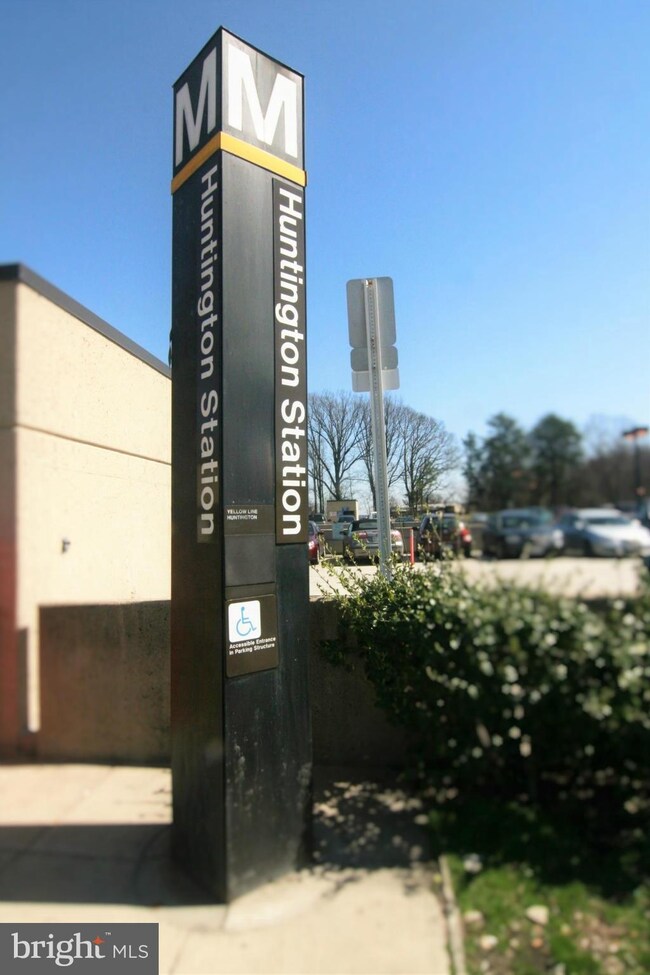 M M
Huntington Station
Huntington Station
YELLOW LINE
HUNTINGTON
Accessible Entrance
in Parking Structure
bright MLS